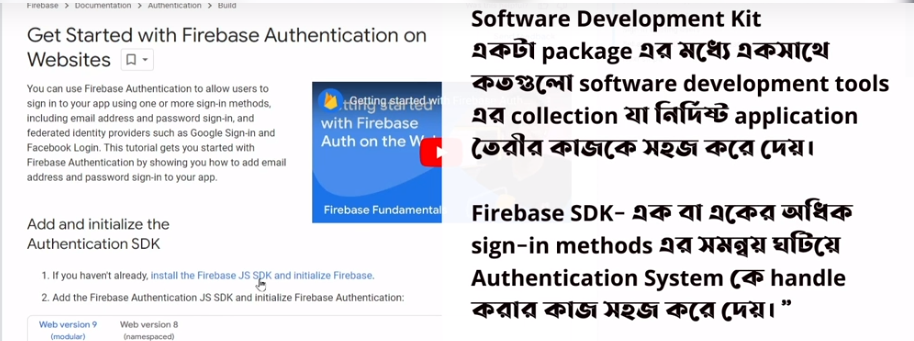 Firebase > Documentation > Authentication > Build
Get Started with Firebase Authentication on
Websites
You can use Firebase Authentication to allow users to
sign in to your app using one or more sign-in methods,
including email address and password sign-in, and
federated identity providers such as Google Sign-in and
Facebook Login. This tutorial gets you started with
Firebase Authentication by showing you how to add email
address and password sign-in to your app.
Getting started wit
tting started
with Firebase
Auth on the W
Firebase Fundamental
Add and initialize the
Authentication SDK
1. If you haven't already, install the Firebase JS SDK and initialize Firebase.
2. Add the Firebase Authentication JS SDK and initialize Firebase Authentication:
Web version 9
(modular)
Web version 8
(namespaced)
Software Development Kit
একটা package এর মধ্যে একসাথে
কতগুলো software development tools
এর collection যা নির্দিষ্ট application
তৈরীর কাজকে সহজ করে দেয়।
Firebase SDK- এক বা একের অধিক
sign-in methods এর সমন্বয় ঘটিয়ে
Authentication System কে handle
করার কাজ সহজ করে দেয়। ”